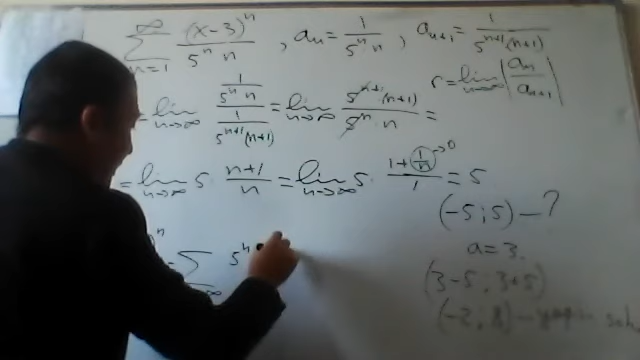 ∞∑n=1 (x-3)^n / 5^n n , a_n = 1 / 5^n n , a_{n+1} = 1 / 5^{n+1}(n+1)
r = lim n→∞ |a_n / a_{n+1}|
= lim n→∞ (1 / 5^n n) / (1 / 5^{n+1}(n+1)) = lim n→∞ 5^{n+1}(n+1) / 5^n n =
= lim n→∞ 5 · (n+1)/n = lim n→∞ 5 · (1 + (1/n)→0) / 1 = 5
(-5; 5) - ?
a = 3.
(3-5, 3+5)
(-2; 8) -
= ∑ 5^n